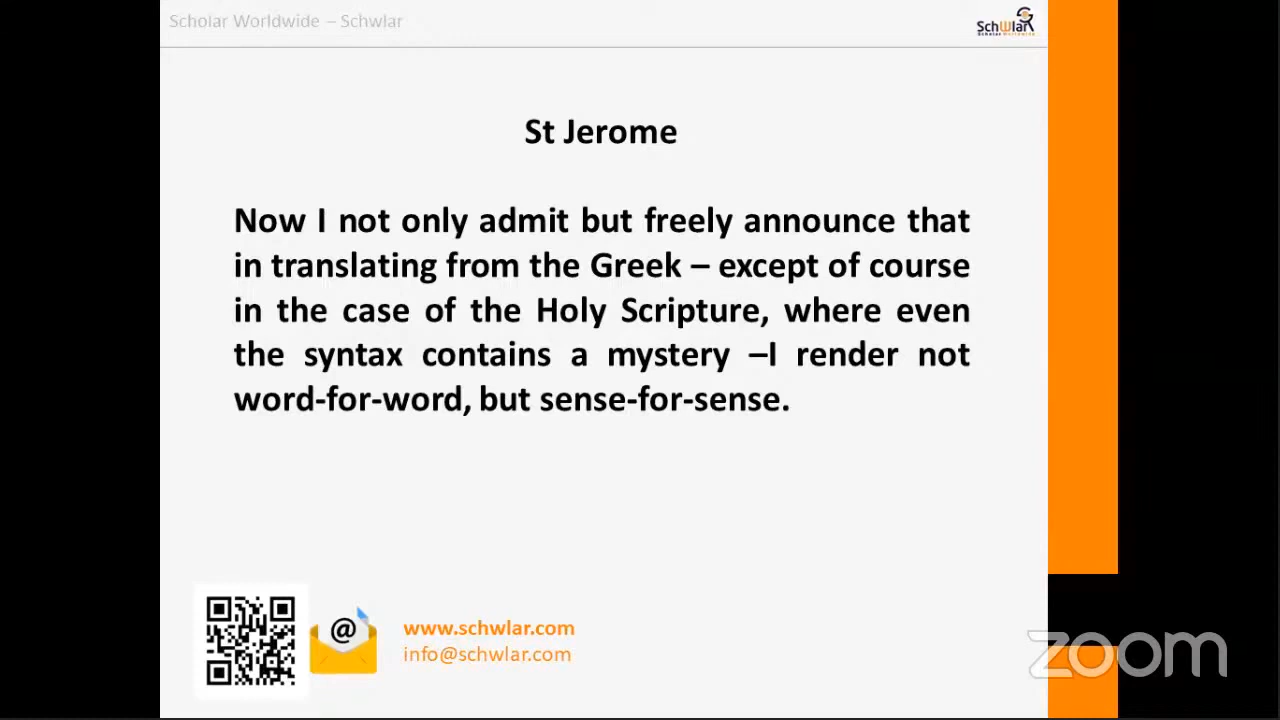 Scholar Worldwide – Schwlar
SchWlar
Scholar Worldwide
St Jerome
Now I not only admit but freely announce that
in translating from the Greek – except of course
in the case of the Holy Scripture, where even
the syntax contains a mystery –I render not
word-for-word, but sense-for-sense.
@
www.schwlar.com
info@schwlar.com
zoom